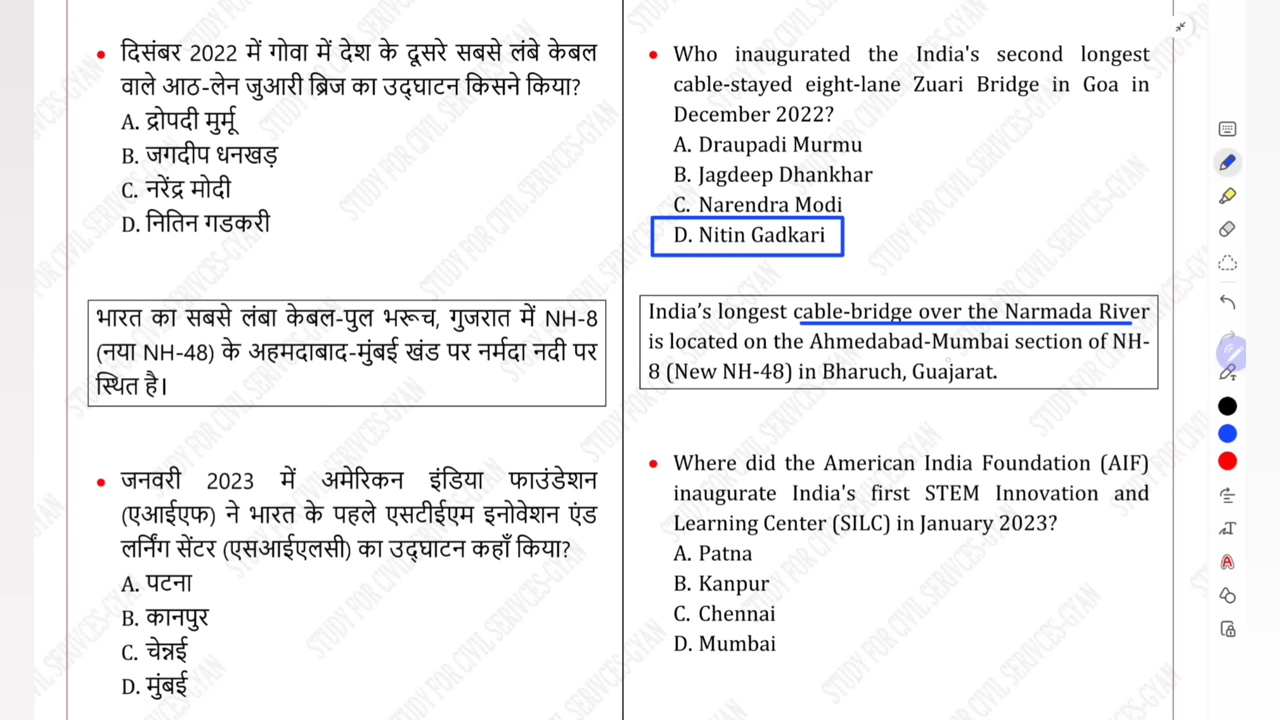 दिसंबर 2022 में गोवा में देश के दूसरे सबसे लंबे केबल
वाले आठ-लेन जुआरी ब्रिज का उद्घाटन किसने किया?
A. द्रोपदी मुर्मू
B. जगदीप धनखड़
C. नरेंद्र मोदी
D. नितिन गडकरी
भारत का सबसे लंबा केबल-पुल भरूच, गुजरात में NH-8
(नया NH-48) के अहमदाबाद-मुंबई खंड पर नर्मदा नदी पर
स्थित है।
जनवरी 2023 में अमेरिकन इंडिया फाउंडेशन
(एआईएफ) ने भारत के पहले एसटीईएम इनोवेशन एंड
लर्निंग सेंटर (एसआईएलसी) का उद्घाटन कहाँ किया?
A. पटना
B. कानपुर
C. चेन्नई
D. मुंबई
Who inaugurated the India's second longest
cable-stayed eight-lane Zuari Bridge in Goa in
December 2022?
A. Draupadi Murmu
B. Jagdeep Dhankhar
C. Narendra Modi
D. Nitin Gadkari
India's longest cable-bridge over the Narmada River
is located on the Ahmedabad-Mumbai section of NH-
8 (New NH-48) in Bharuch, Guajarat.
Where did the American India Foundation (AIF)
inaugurate India's first STEM Innovation and
Learning Center (SILC) in January 2023?
A. Patna
B. Kanpur
C. Chennai
D. Mumbai
STUDY FOR CIVIL SERIVCES-GYAN